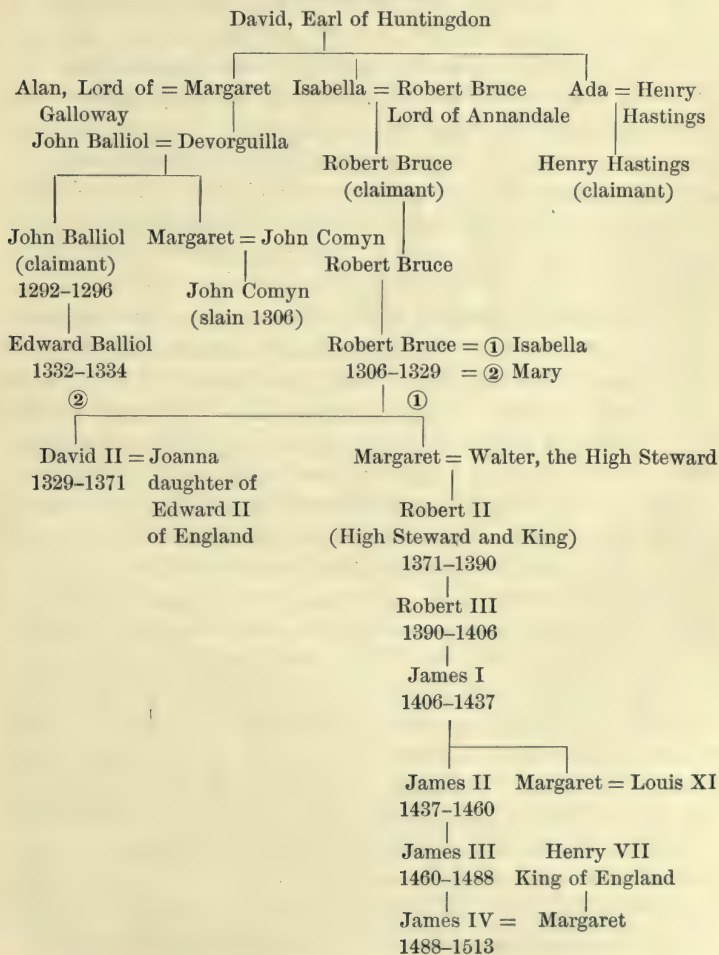 David, Earl of Huntingdon
Alan, Lord of = Margaret Isabella = Robert Bruce Ada = Henry
Galloway Lord of Annandale Hastings
John Balliol = Devorguilla
Robert Bruce Henry Hastings
(claimant) (claimant)
John Balliol Margaret = John Comyn
(claimant) Robert Bruce
1292–1296 John Comyn
(slain 1306)
Edward Balliol Robert Bruce = ① Isabella
1332–1334 1306–1329 = ② Mary
② ①
David II = Joanna Margaret = Walter, the High Steward
1329–1371 daughter of
Edward II Robert II
of England (High Steward and King)
1371–1390
Robert III
1390–1406
James I
1406–1437
James II Margaret = Louis XI
1437–1460
James III Henry VII
1460–1488 King of England
James IV = Margaret
1488–1513